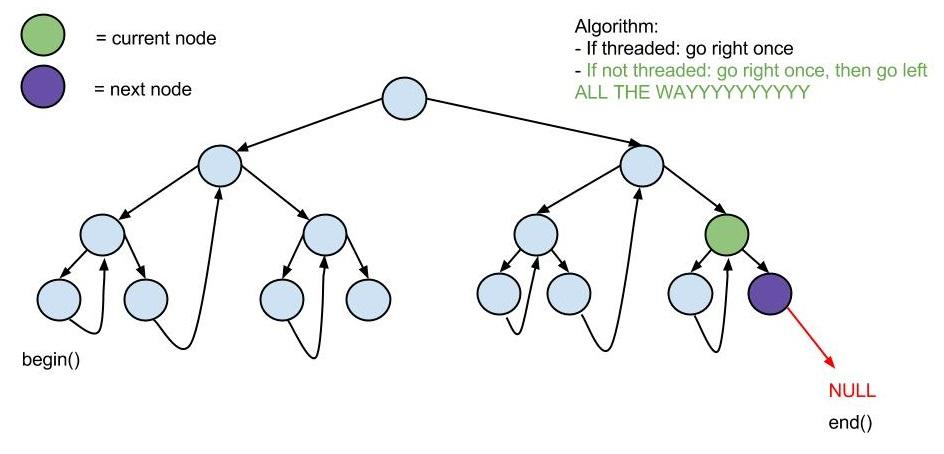 = current node
= next node
Algorithm:
- If threaded: go right once
- If not threaded: go right once, then go left
ALL THE WAYYYYYYYYYY
begin()
NULL
end()